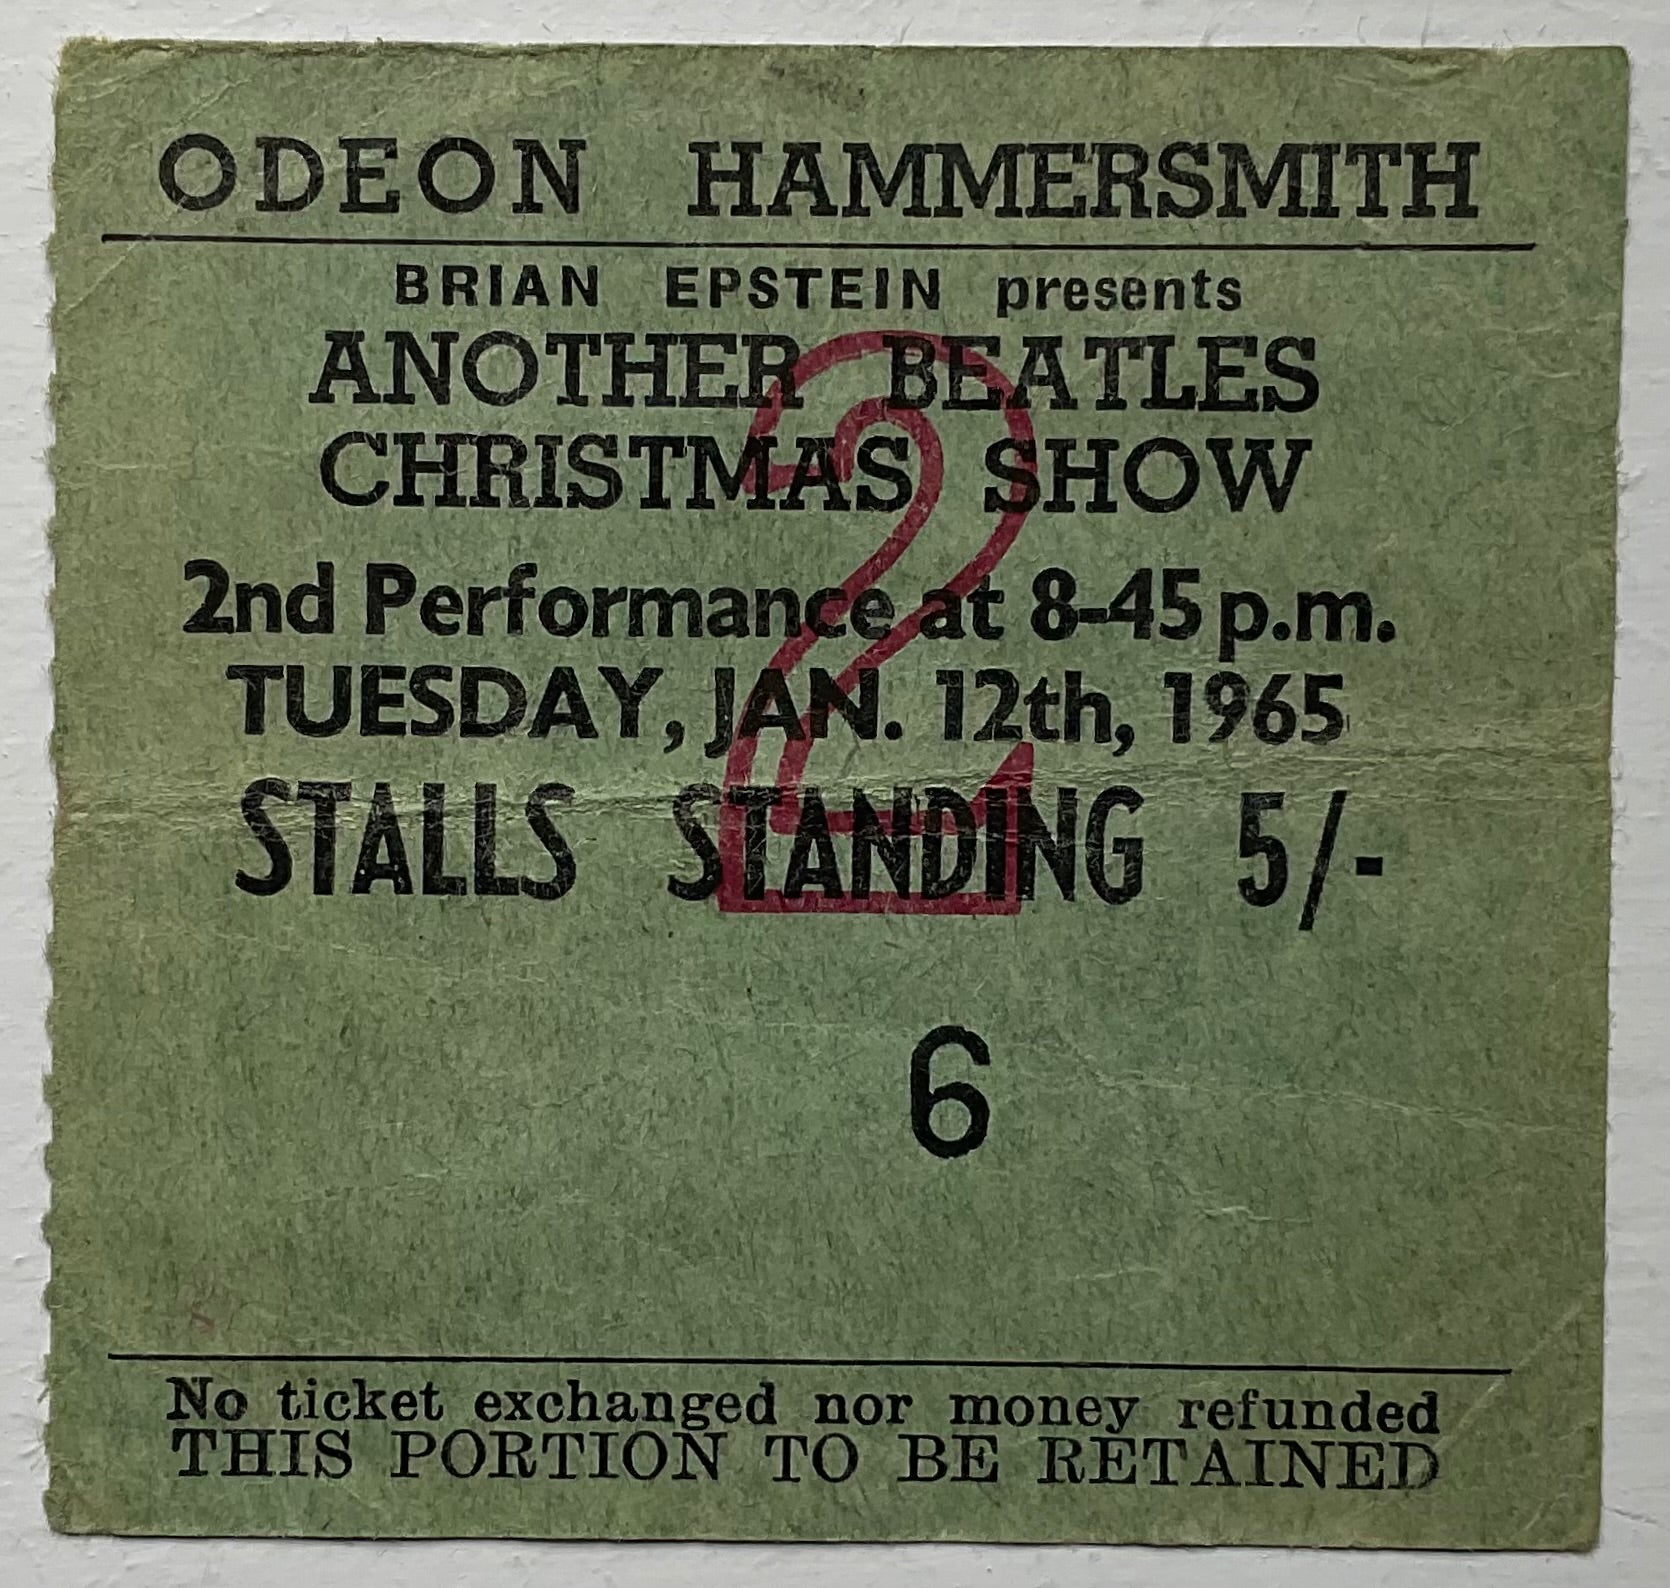 ODEON HAMMERSMITH
BRIAN EPSTEIN presents
ANOTHER BEATLES
CHRISTMAS SHOW
2
2nd Performance at 8-45 p.m.
TUESDAY, JAN. 12th, 1965
STALLS STANDING 5/-
6
No ticket exchanged nor money refunded
THIS PORTION TO BE RETAINED